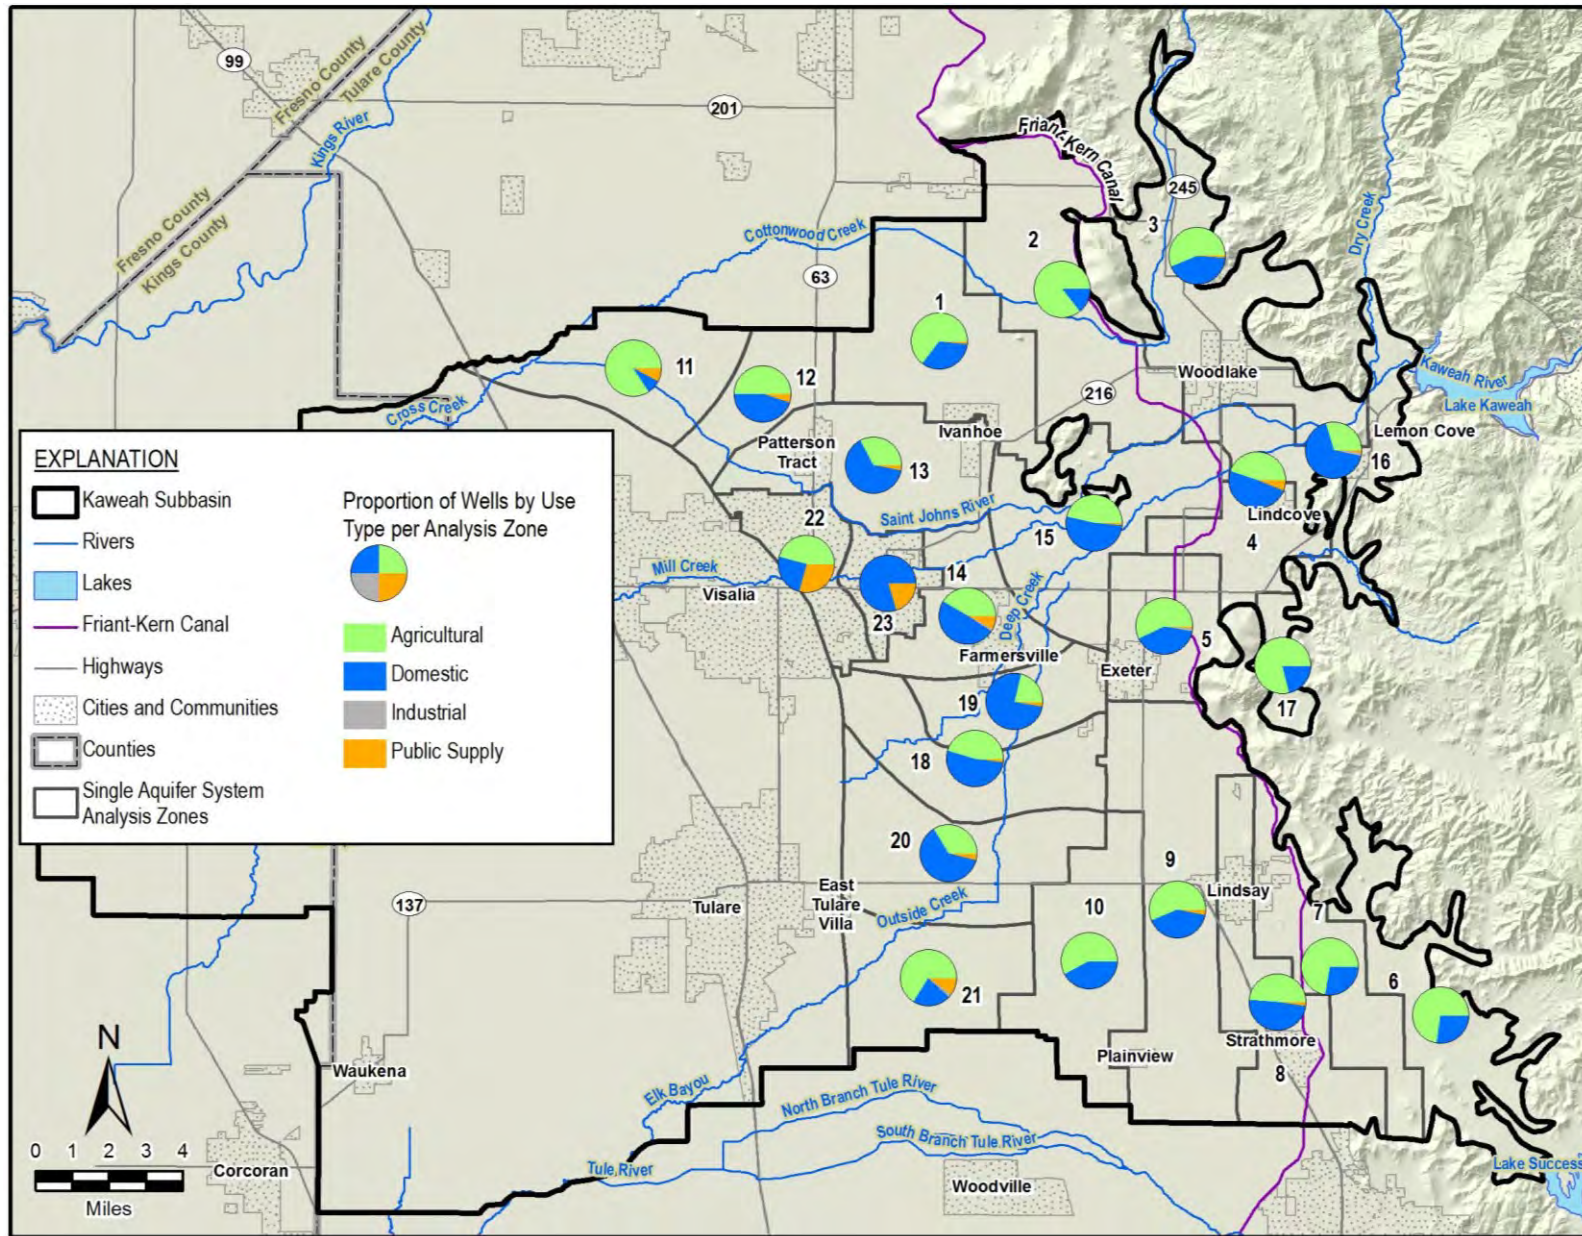 99
Fresno County
Tulare County
Kings River
201
Friant-Kern Canal
245
3
Dry Creek
Fresno County
Kings County
Cottonwood Creek
2
63
1
11
12
Cross Creek
216
Woodlake
Kaweah River
Lake Kaweah
Patterson
Tract
Ivanhoe
Lemon Cove
13
16
Saint Johns River
Lindcove
4
22
15
Mill Creek
Visalia
14
23
Deep Creek
Farmersville
5
Exeter
19
17
18
20
9
Lindsay
137
Tulare
East
Tulare
Villa
Outside Creek
10
7
21
6
Strathmore
8
Plainview
Waukena
Elk Bayou
North Branch Tule River
South Branch Tule River
Tule River
Corcoran
Woodville
Lake Success
EXPLANATION
Kaweah Subbasin
Rivers
Lakes
Friant-Kern Canal
Highways
Cities and Communities
Counties
Single Aquifer System
Analysis Zones
Proportion of Wells by Use
Type per Analysis Zone
Agricultural
Domestic
Industrial
Public Supply
N
0 1 2 3 4
Miles